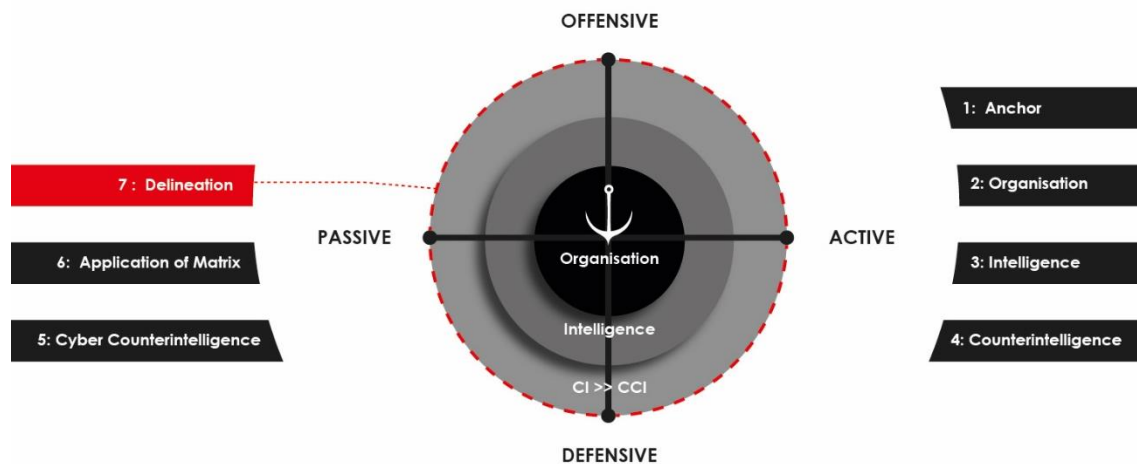 OFFENSIVE
1: Anchor
7 : Delineation
2: Organisation
PASSIVE
ACTIVE
Organisation
6: Application of Matrix
3: Intelligence
Intelligence
5: Cyber Counterintelligence
4: Counterintelligence
CI >> CCI
DEFENSIVE